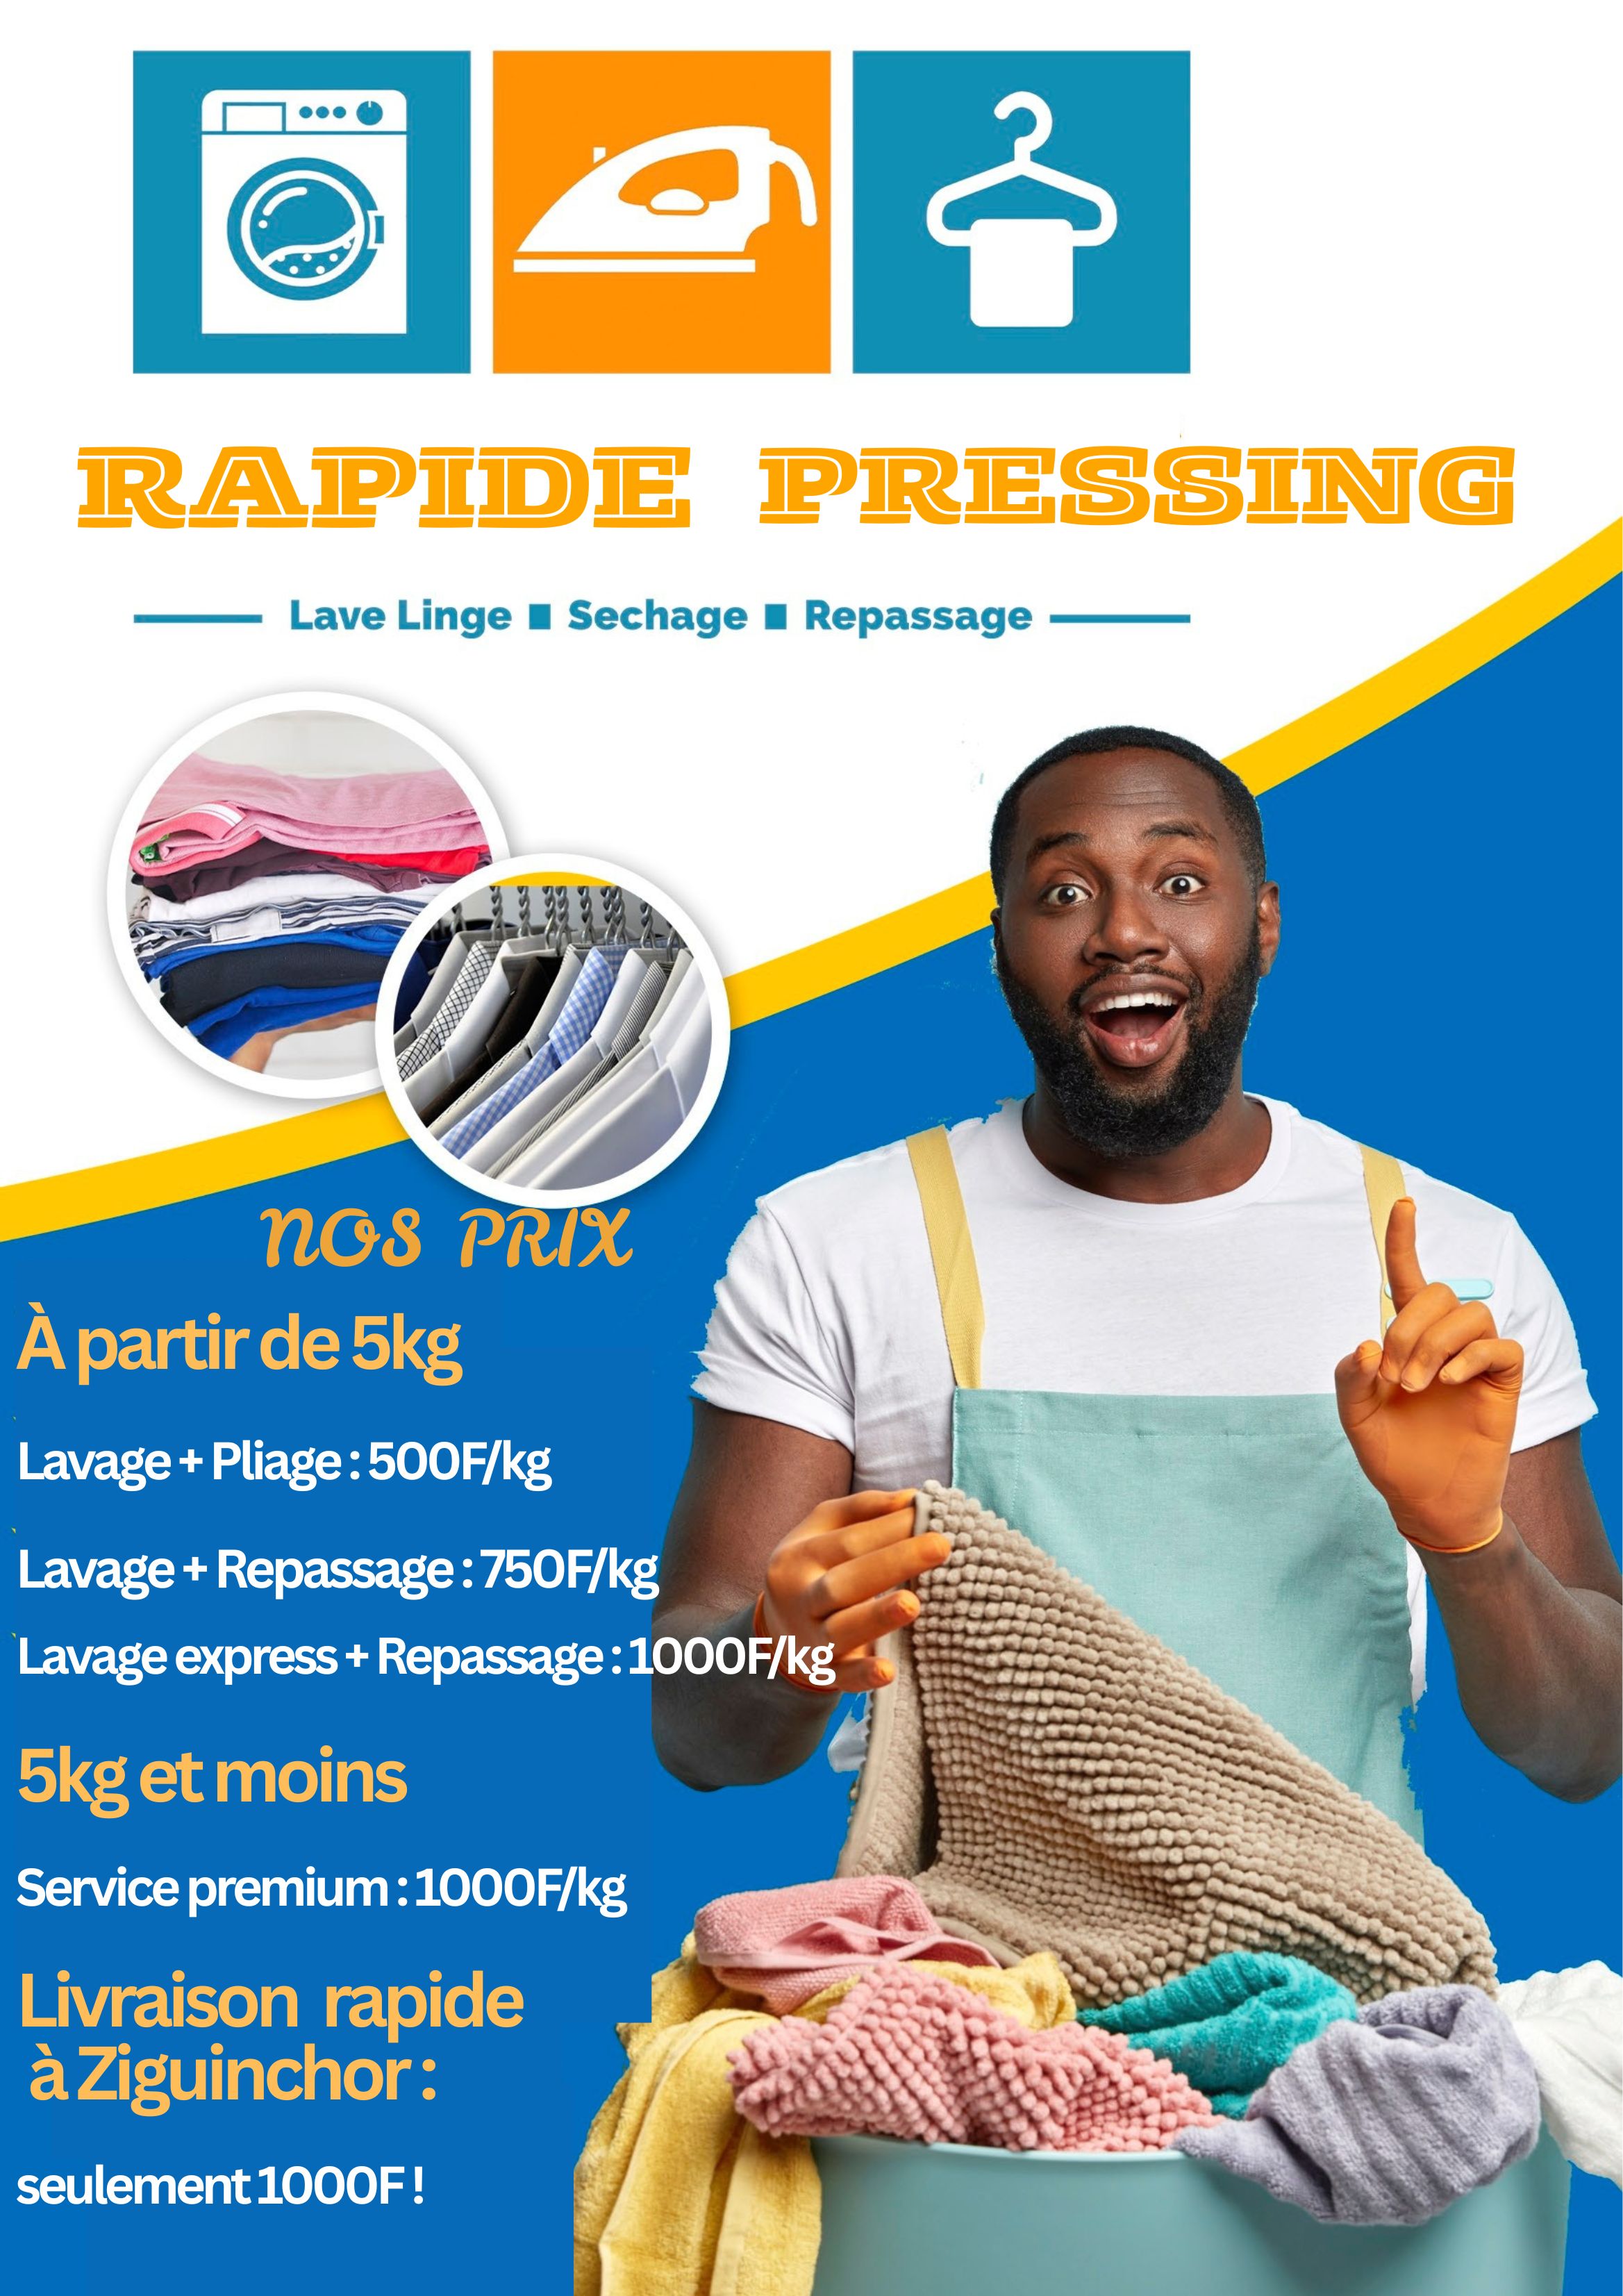 RAPIDE PRESSING
Lave Linge ■ Sechage ■ Repassage
NOS PRIX
À partir de 5kg
Lavage + Pliage : 500F/kg
Lavage + Repassage : 750F/kg
Lavage express + Repassage : 1000F/kg
5kg et moins
Service premium : 1000F/kg
Livraison rapide
à Ziguinchor :
seulement 1000F !